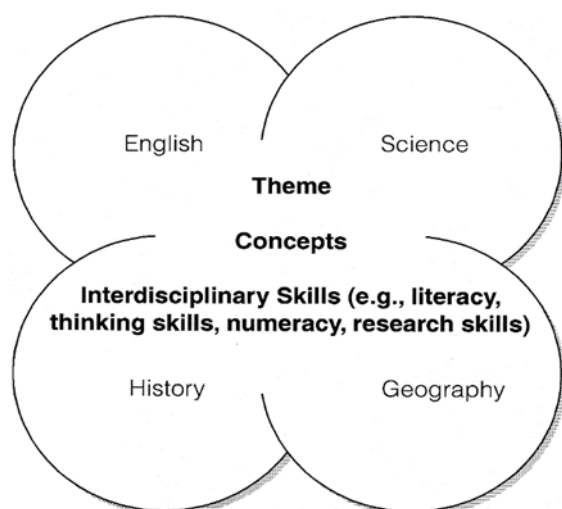 English Science
Theme
Concepts
Interdisciplinary Skills (e.g., literacy,
thinking skills, numeracy, research skills)
History Geography